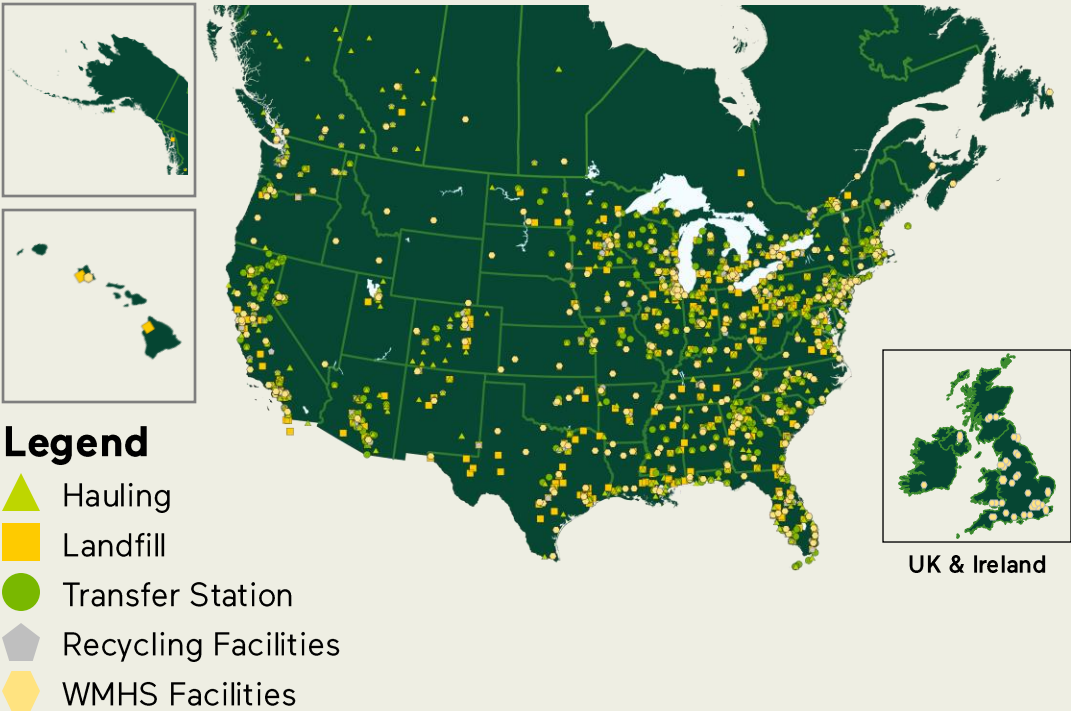 Legend
Hauling
Landfill
Transfer Station
Recycling Facilities
WMHS Facilities
UK & Ireland